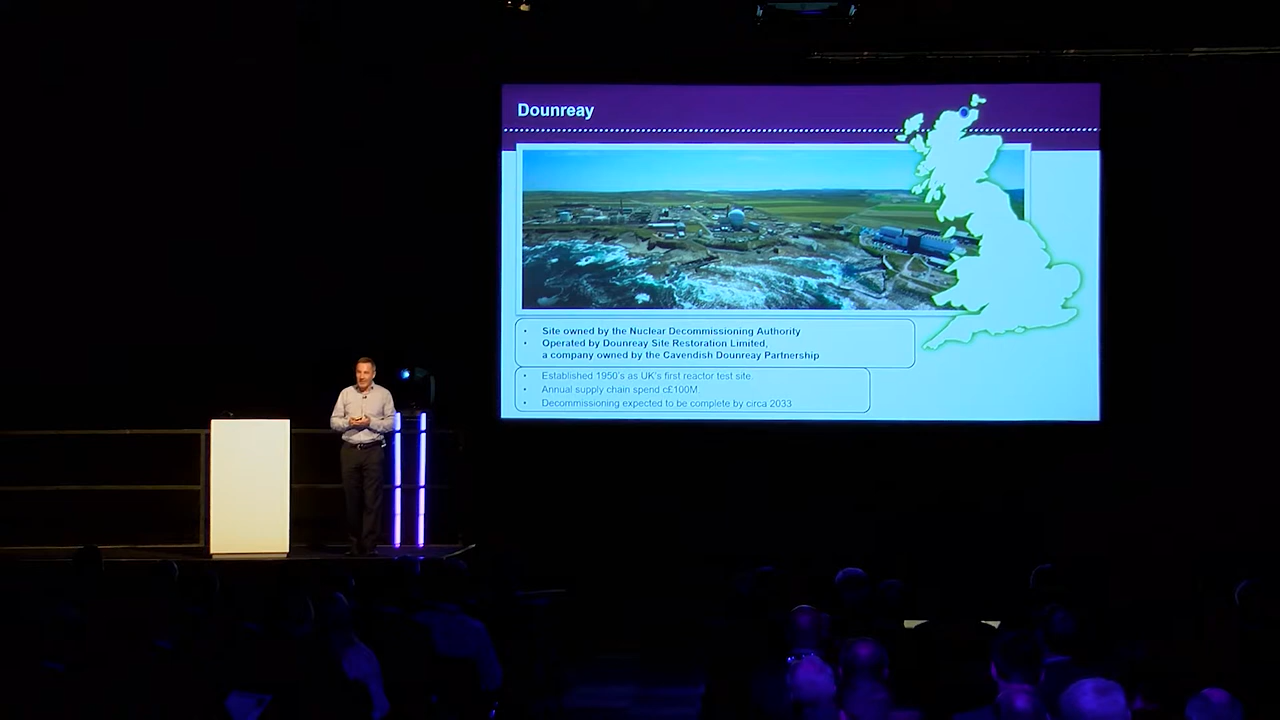 Dounreay
• Site owned by the Nuclear Decommissioning Authority
• Operated by Dounreay Site Restoration Limited,
a company owned by the Cavendish Dounreay Partnership
• Established 1950's as UK's first reactor test site.
• Annual supply chain spend c£100M
• Decommissioning expected to be complete by circa 2033